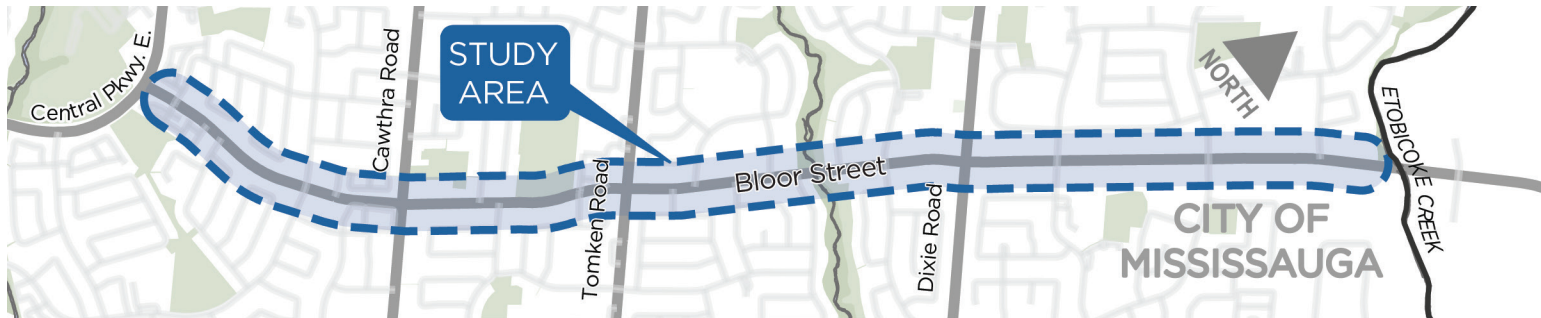 Central Pkwy. E.
Cawthra Road
STUDY
AREA
Tomken Road
Bloor Street
Dixie Road
NORTH
CITY OF
MISSISSAUGA
ETOBICOKE CREEK